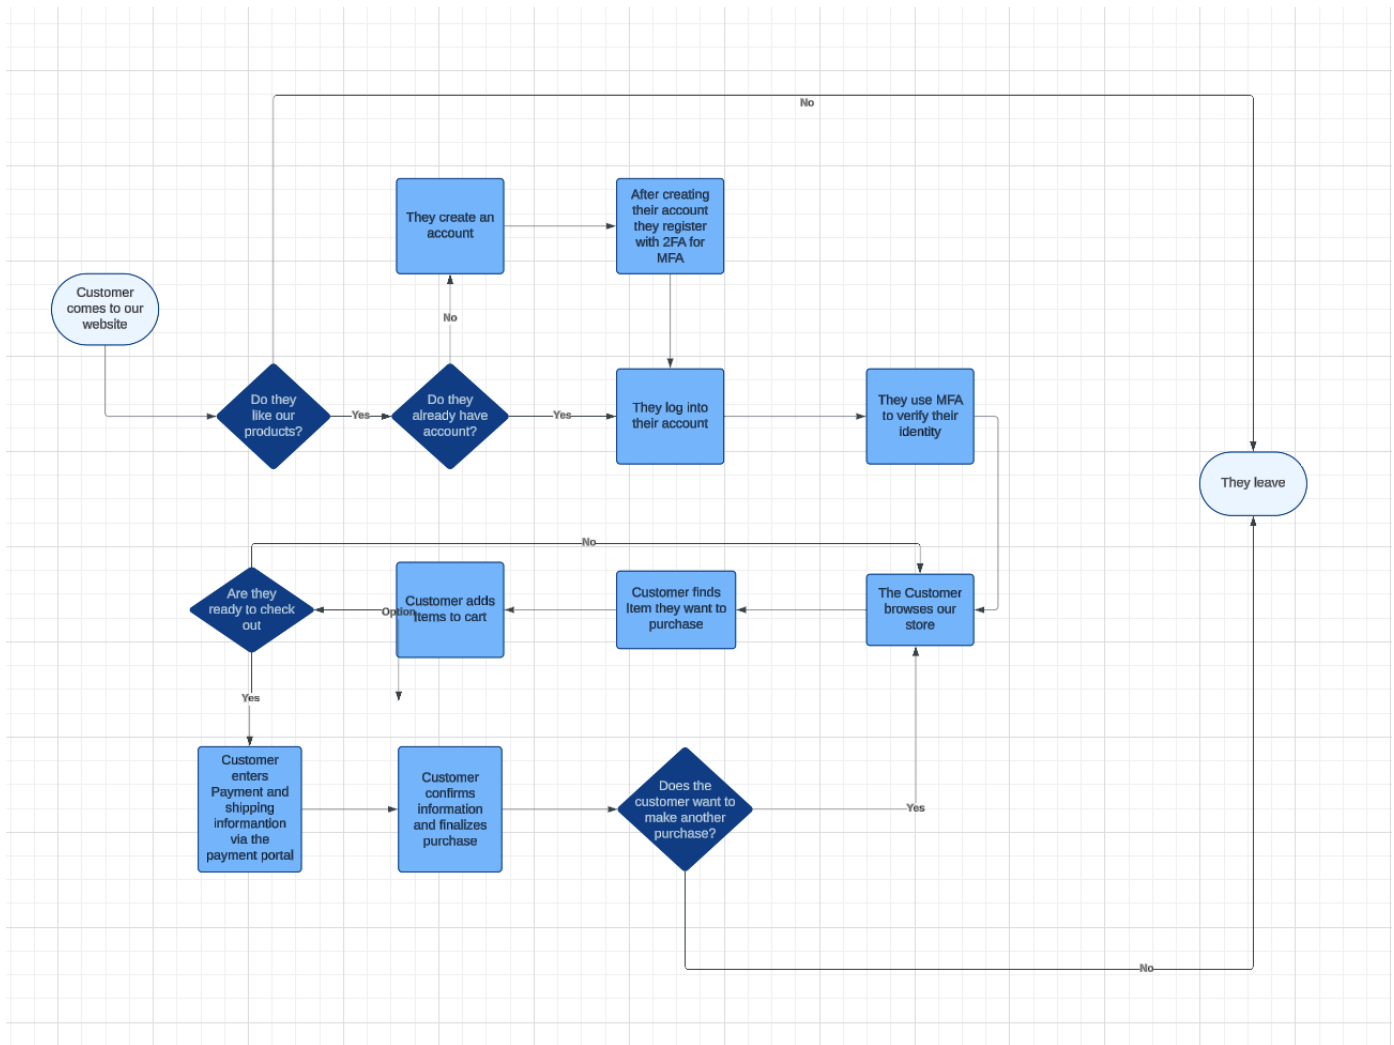 No
They create an
account
After creating
their account
they register
with 2FA for
MFA
Customer
comes to our
website
No
Do they
like our
products?
Yes
Do they
already have
account?
Yes
They log into
their account
They use MFA
to verify their
identity
They leave
No
Are they
ready to check
out
Option
Customer adds
Items to cart
Customer finds
Item they want to
purchase
The Customer
browses our
store
Yes
Customer
enters
Payment and
shipping
informantion
via the
payment portal
Customer
confirms
information
and finalizes
purchase
Does the
customer want to
make another
purchase?
Yes
No